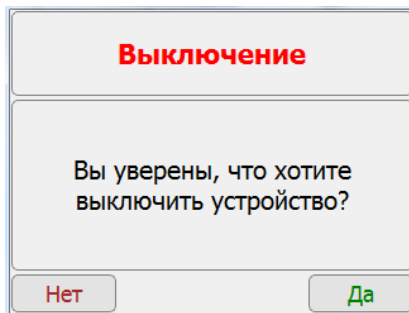 Выключение
Вы уверены, что хотите
выключить устройство?
Нет
Да